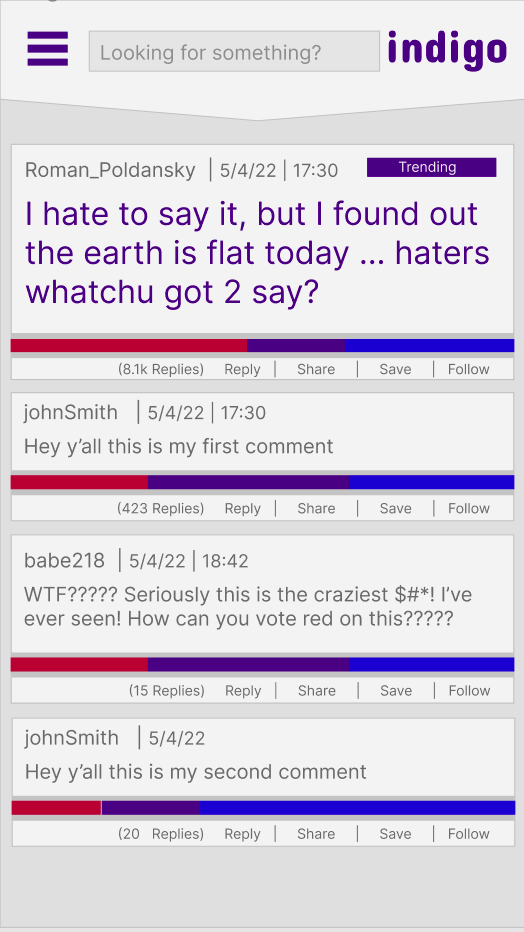 Looking for something?
indigo
Roman_Poldansky | 5/4/22 | 17:30
Trending
I hate to say it, but I found out
the earth is flat today ... haters
whatchu got 2 say?
(8.1k Replies) Reply | Share | Save | Follow
johnSmith | 5/4/22 | 17:30
Hey y’all this is my first comment
(423 Replies) Reply | Share | Save | Follow
babe218 | 5/4/22 | 18:42
WTF????? Seriously this is the craziest $#*! I’ve
ever seen! How can you vote red on this?????
(15 Replies) Reply | Share | Save | Follow
johnSmith | 5/4/22
Hey y’all this is my second comment
(20 Replies) Reply | Share | Save | Follow